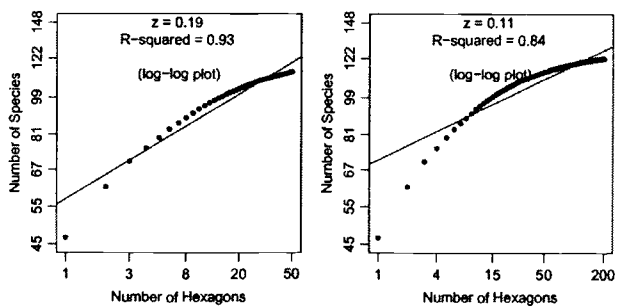 z = 0.19
R-squared = 0.93
(log-log plot)
Number of Species
148
122
99
81
67
55
45
1
3
8
20
50
Number of Hexagons
z = 0.11
R-squared = 0.84
(log-log plot)
Number of Species
148
122
99
81
67
55
45
1
4
15
50
200
Number of Hexagons